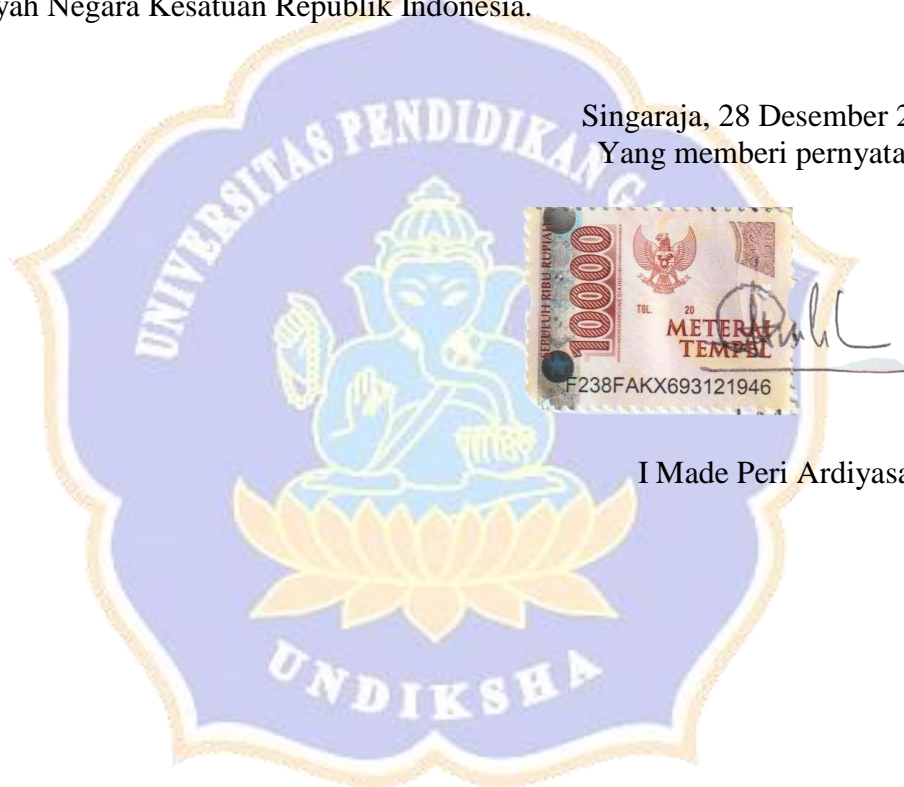 yah Negara Kesatuan Republik Indonesia.
Singaraja, 28 Desember 2
Yang memberi pernyata
UNIVERSITAS PENDIDIKAN GA
SEPULUH RIBU RUPIAH
10000
TGL. 20
METERAI
TEMPEL
F238FAKX693121946
I Made Peri Ardiyasa
UNDIKSHA